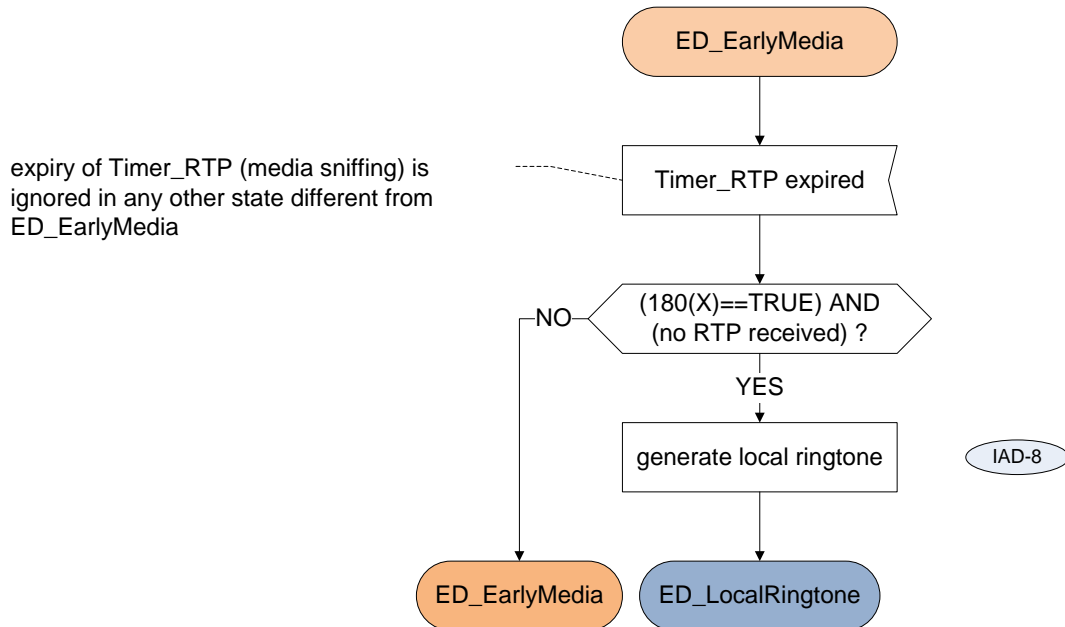 ED_EarlyMedia
expiry of Timer_RTP (media sniffing) is
ignored in any other state different from
ED_EarlyMedia
Timer_RTP expired
(180(X)==TRUE) AND
(no RTP received) ?
NO
YES
generate local ringtone
IAD-8
ED_EarlyMedia
ED_LocalRingtone